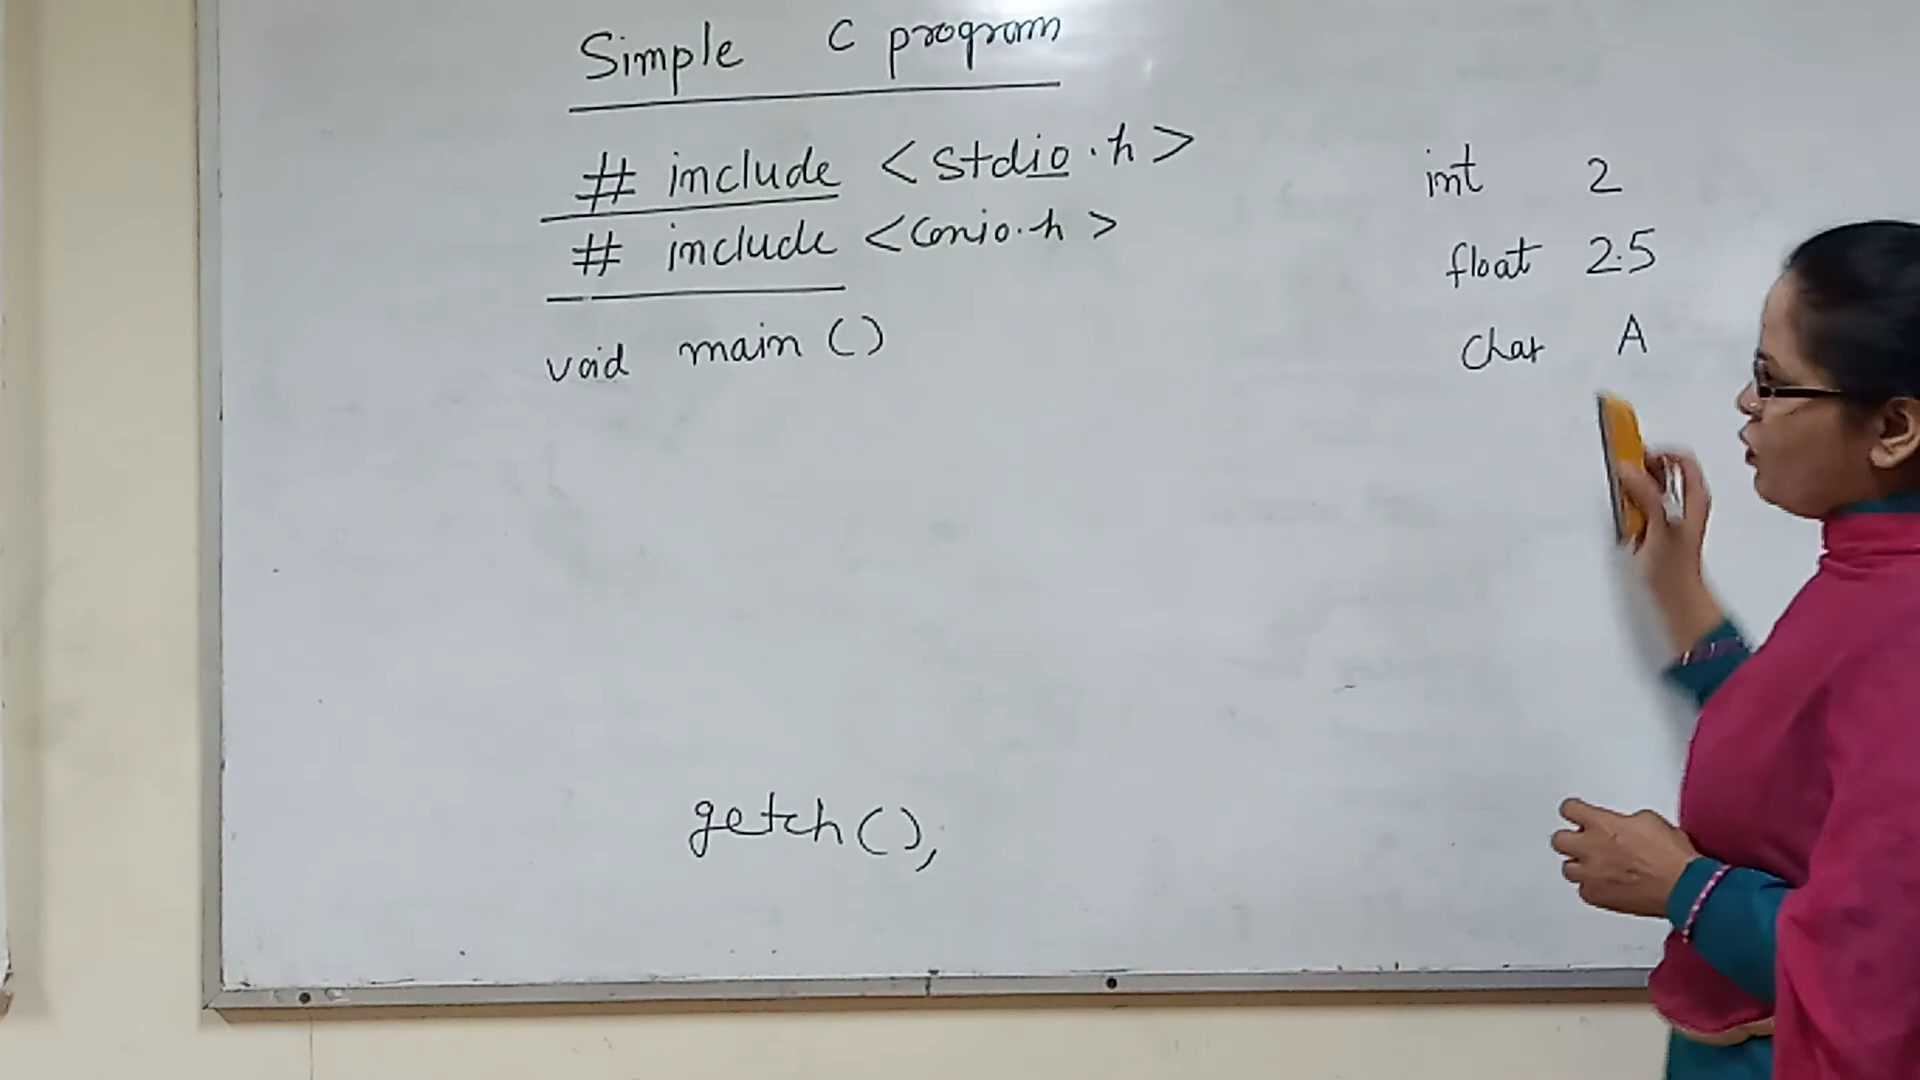 Simple C program
# include <stdio.h>
# include <conio.h>
void main ()
getch(),
int 2
float 2.5
char A